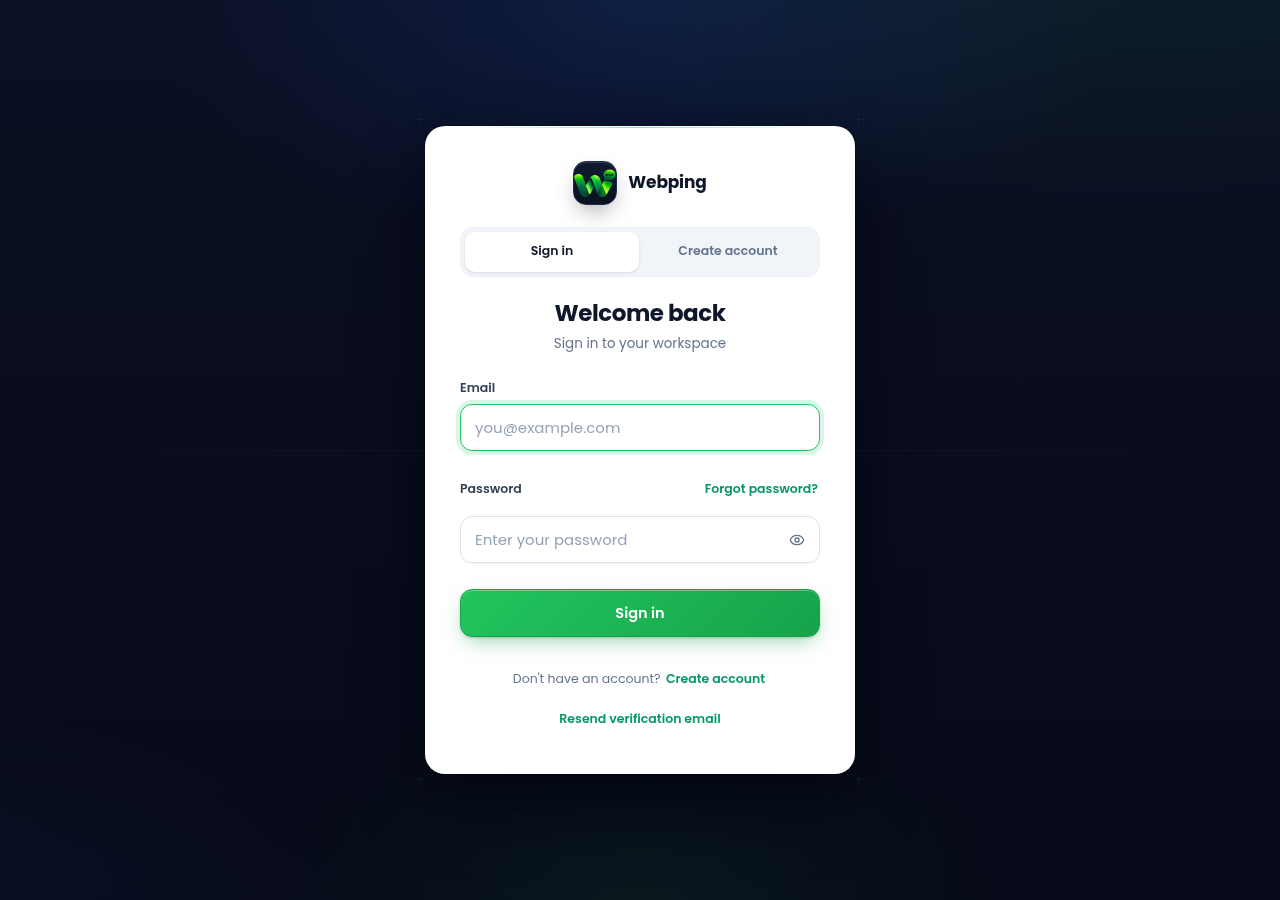 Webping
Sign in
Create account
Welcome back
Sign in to your workspace
Email
you@example.com
Password
Forgot password?
Enter your password
Sign in
Don't have an account? Create account
Resend verification email